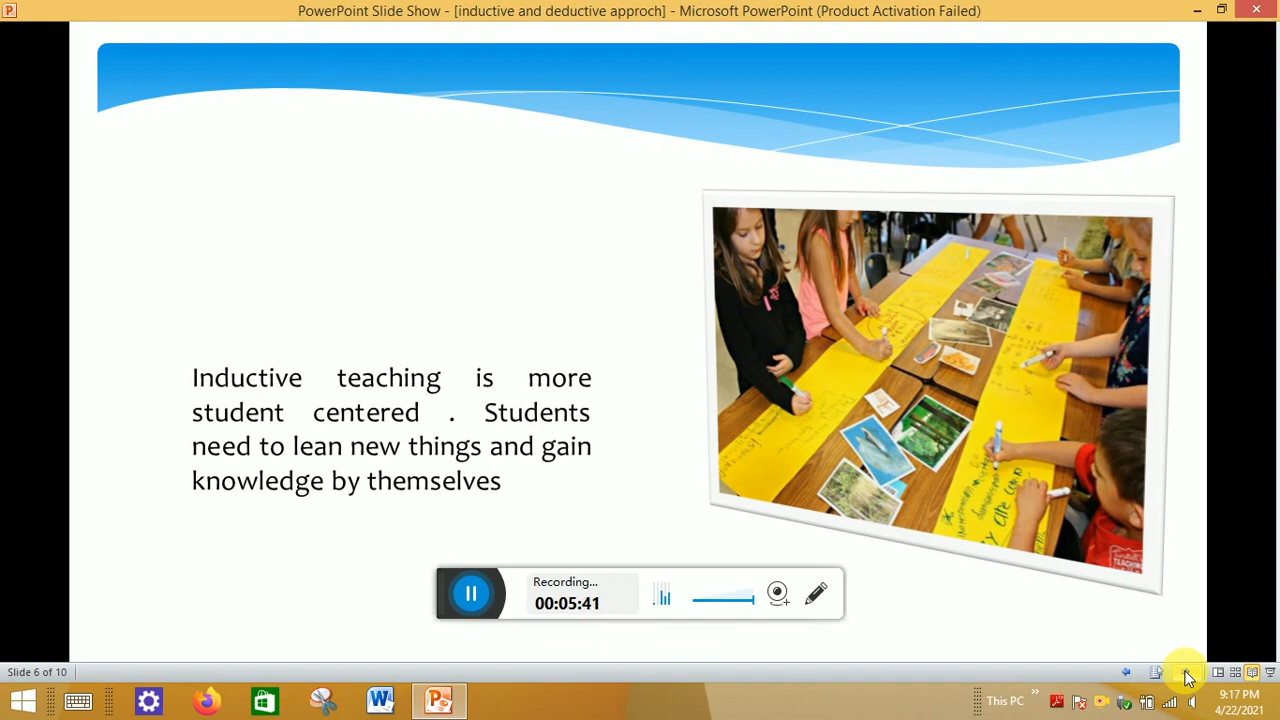 PowerPoint Slide Show - [inductive and deductive approch] - Microsoft PowerPoint (Product Activation Failed)
Inductive teaching is more
student centered . Students
need to lean new things and gain
knowledge by themselves
Recording...
00:05:41
Slide 6 of 10
This PC
9:17 PM
4/22/2021